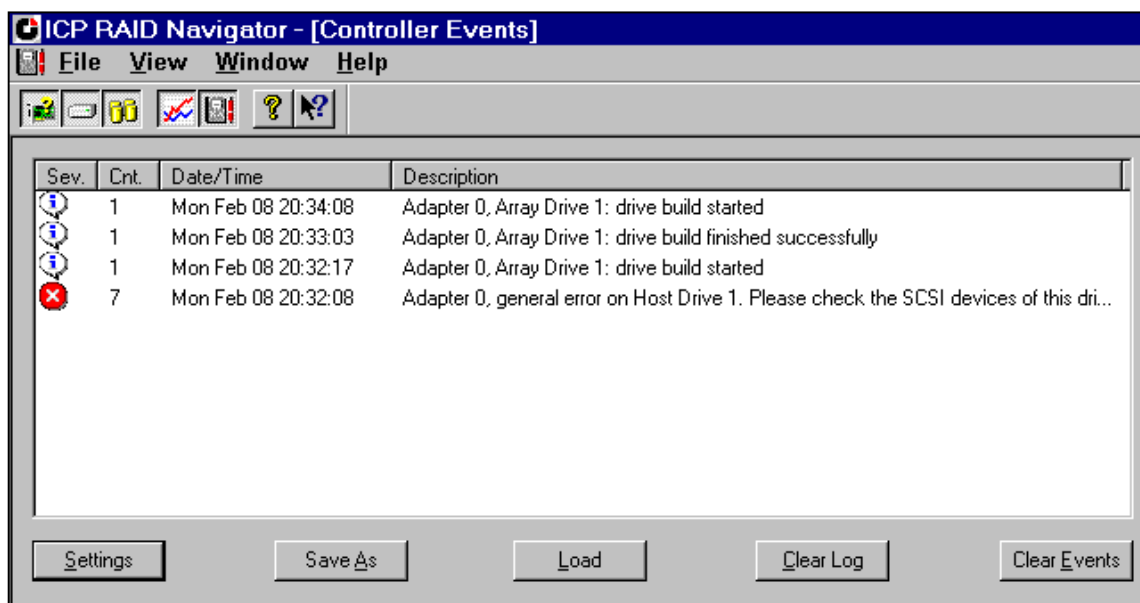 ICP RAID Navigator - [Controller Events]
File View Window Help
Sev. Cnt. Date/Time Description
1 Mon Feb 08 20:34:08 Adapter 0, Array Drive 1: drive build started
1 Mon Feb 08 20:33:03 Adapter 0, Array Drive 1: drive build finished successfully
1 Mon Feb 08 20:32:17 Adapter 0, Array Drive 1: drive build started
7 Mon Feb 08 20:32:08 Adapter 0, general error on Host Drive 1. Please check the SCSI devices of this dri...
Settings Save As Load Clear Log Clear Events